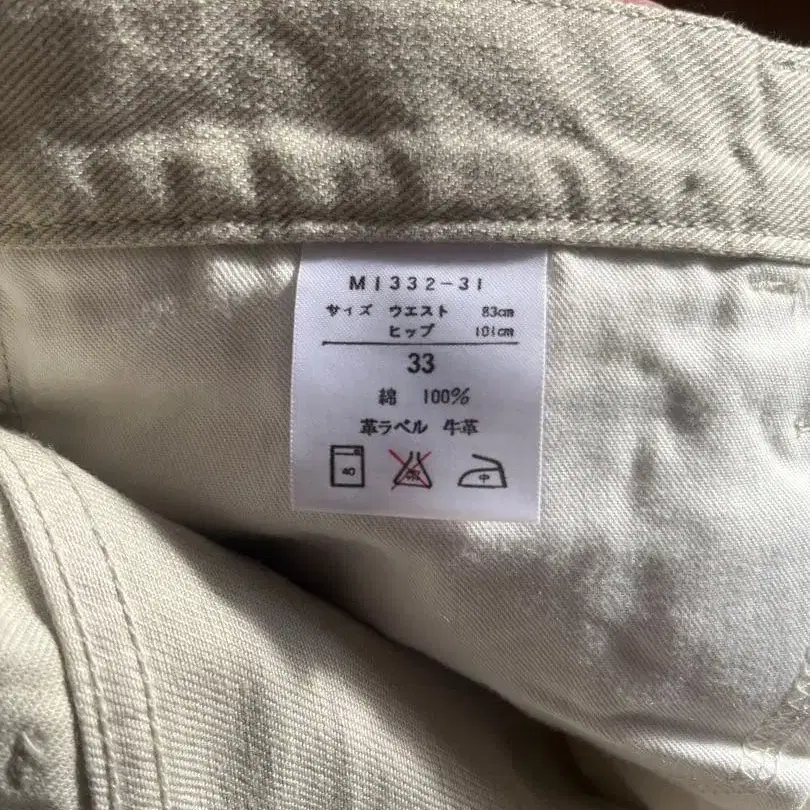 M1332-31
サイズ ウエスト 83cm
ヒップ 101cm
33
綿 100%
革ラベル 牛革
40 中